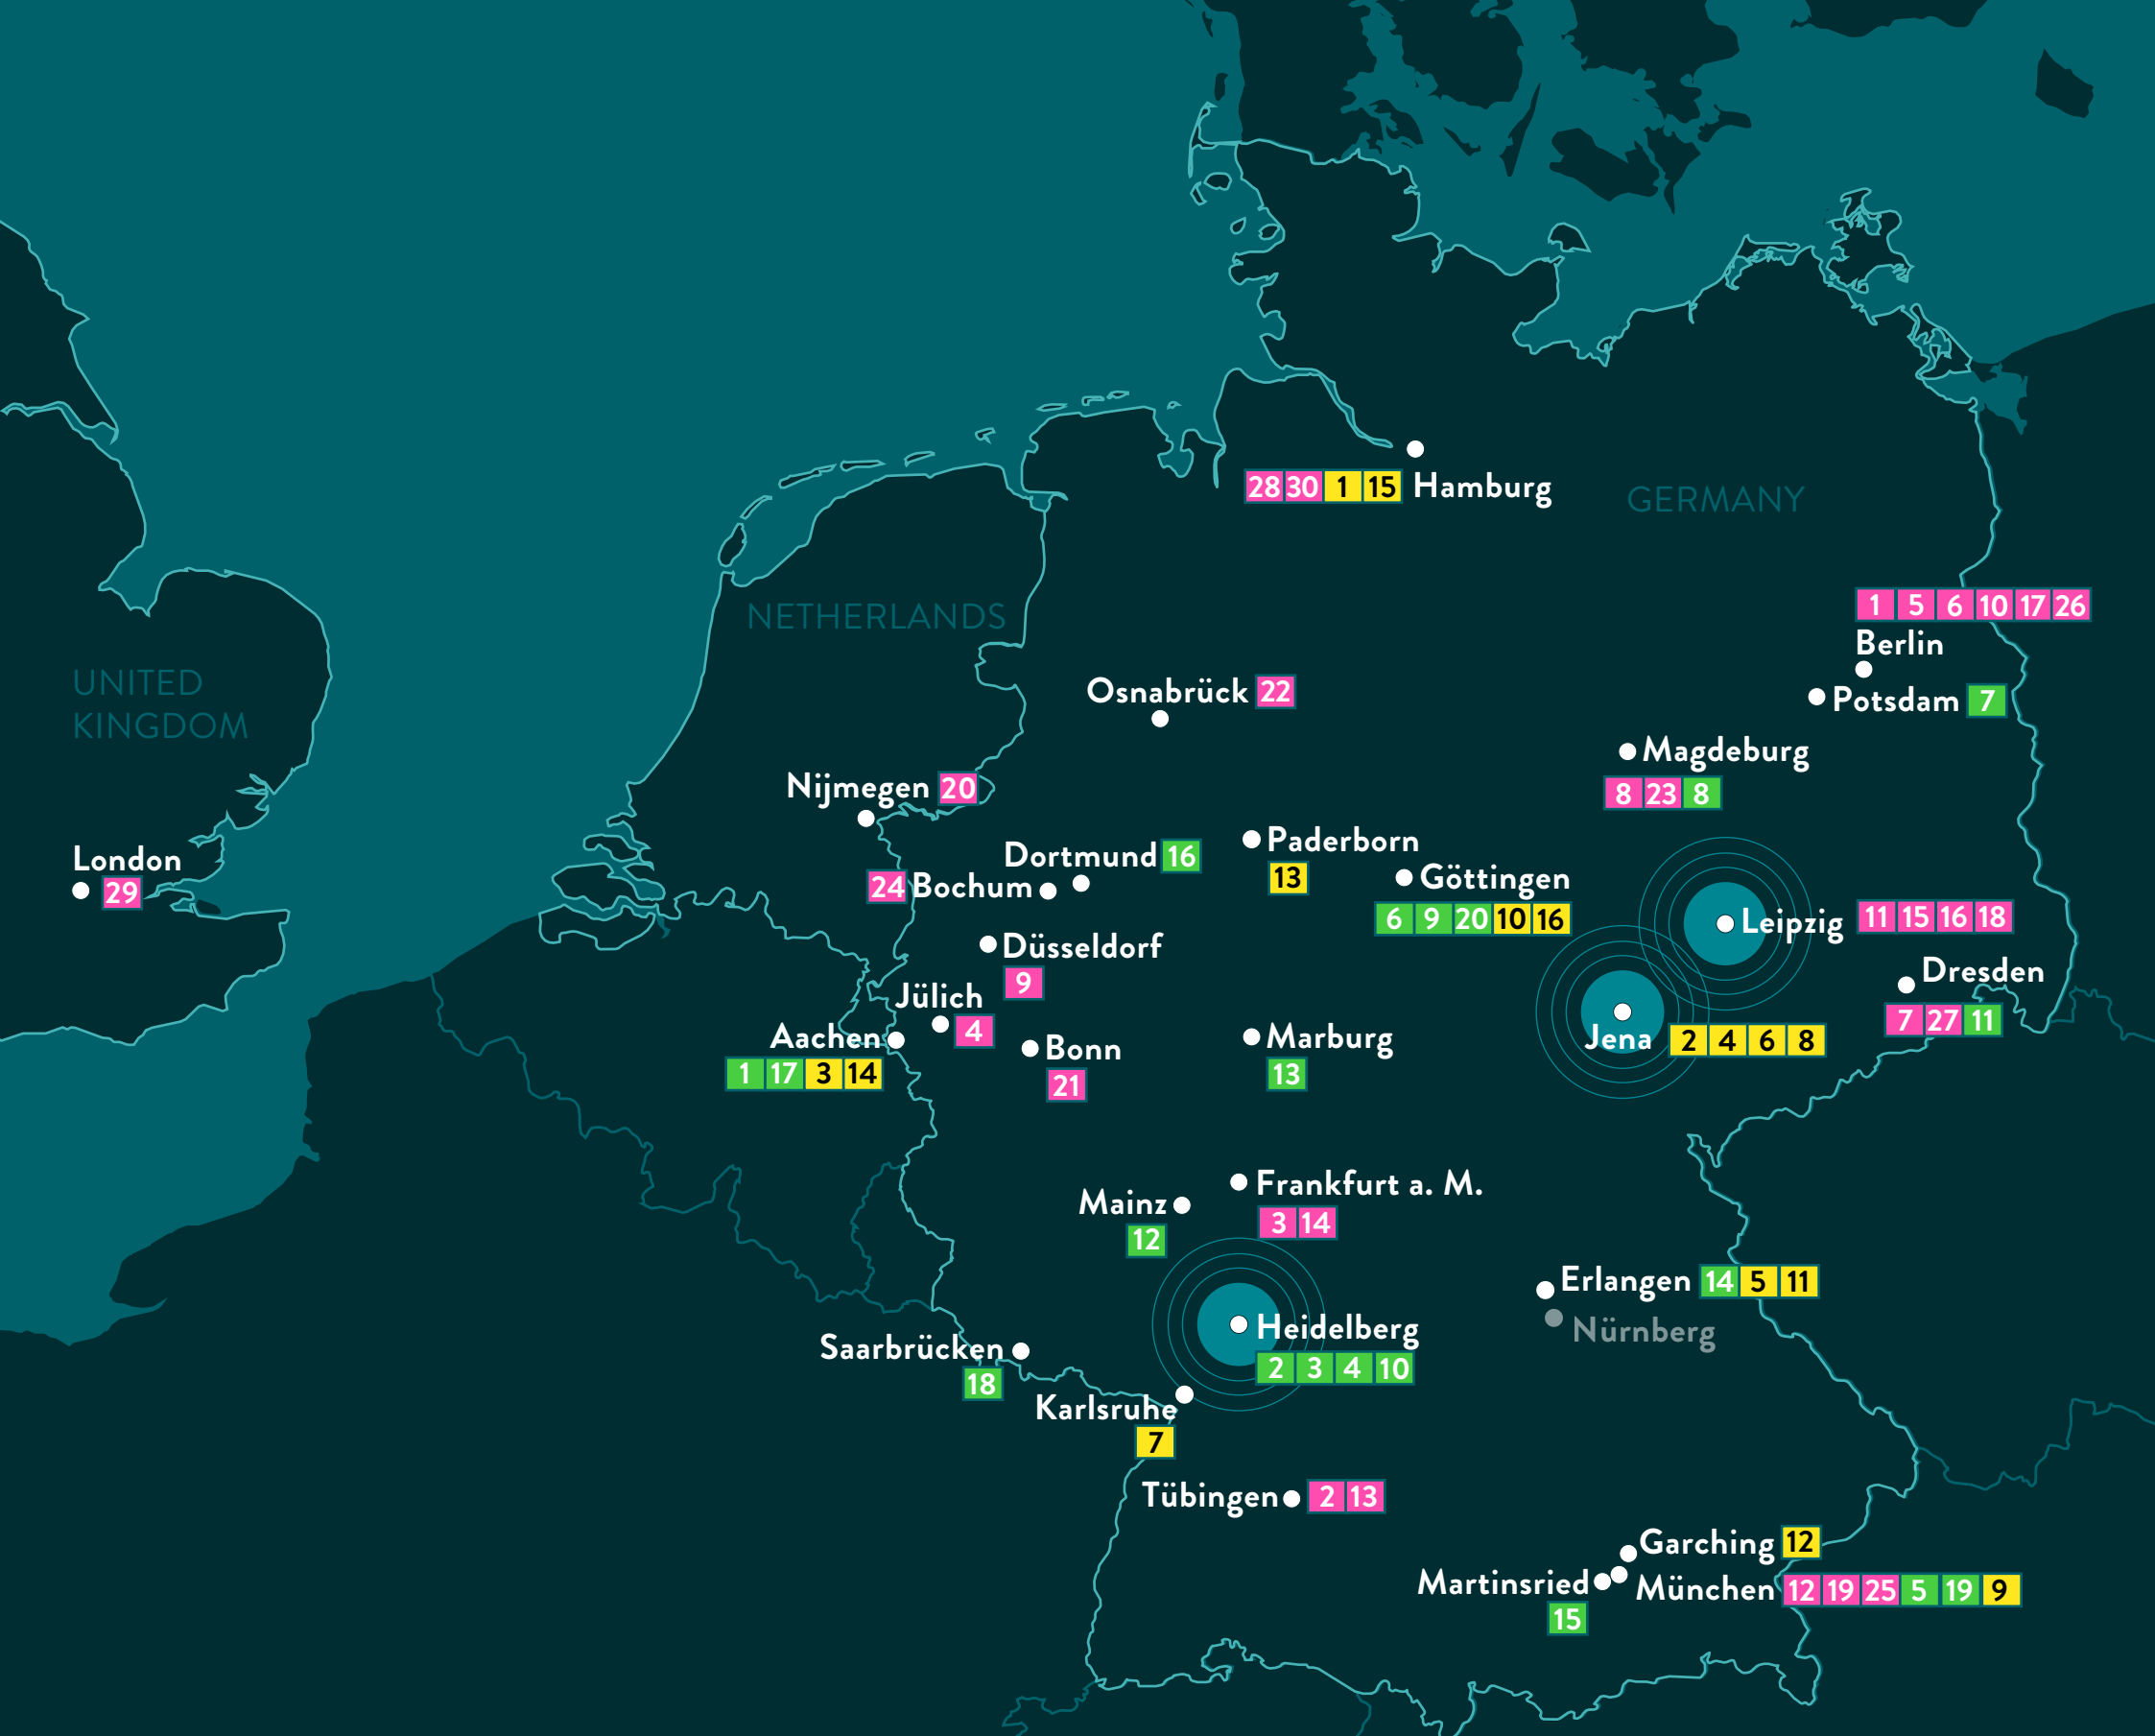 28 30 1 15 Hamburg
GERMANY
NETHERLANDS
1 5 6 10 17 26
Berlin
UNITED
KINGDOM
Osnabrück 22
Potsdam 7
Magdeburg
8 23 8
Nijmegen 20
London
29
Dortmund 16
Paderborn
13
24 Bochum
Göttingen
6 9 20 10 16
Leipzig 11 15 16 18
Düsseldorf
9
Dresden
7 27 11
Jülich
4
Aachen
1 17 3 14
Bonn
21
Marburg
13
Jena 2 4 6 8
Frankfurt a. M.
3 14
Mainz
12
Erlangen 14 5 11
Nürnberg
Heidelberg
2 3 4 10
Saarbrücken
18
Karlsruhe
7
Tübingen 2 13
Garching 12
Martinsried
15
München 12 19 25 5 19 9